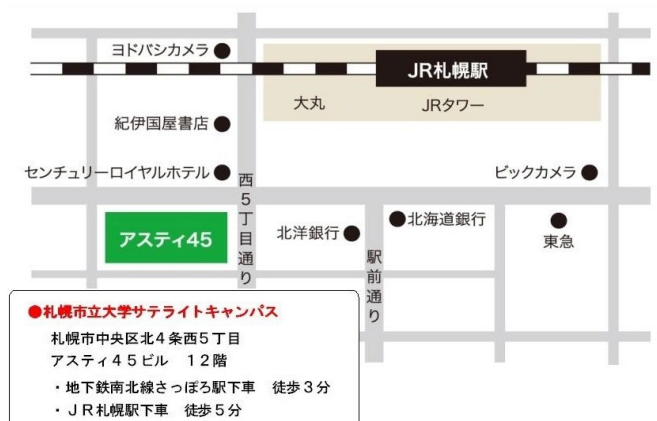 ヨドバシカメラ
JR札幌駅
大丸
JRタワー
紀伊国屋書店
センチュリーロイヤルホテル
ビックカメラ
西5丁目通り
アスティ45
北洋銀行
北海道銀行
東急
駅前通り
●札幌市立大学サテライトキャンパス
札幌市中央区北4条西5丁目
アスティ45ビル 12階
・地下鉄南北線さっぽろ駅下車 徒歩3分
・JR札幌駅下車 徒歩5分